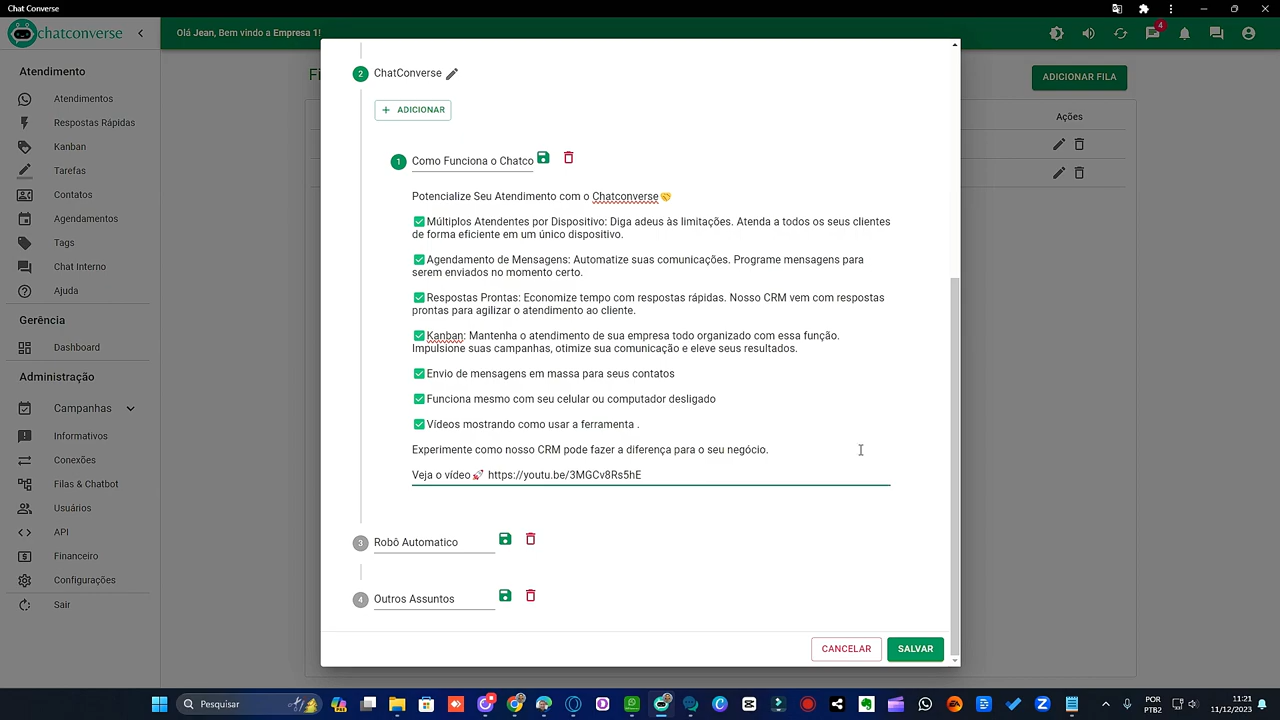 Chat Converse
chatconverse
Olá Jean, Bem vindo a Empresa 1!
4
Atendimento
Atendimentos
Respostas Rápidas
Kanban
Tarefas
Contatos
Agendamentos
Tags
Chat Interno
Ajuda
Gerência
Dashboard
Administração
Campanhas
Informativos
Conexões
Filas & Chatbot
Usuários
API
Financeiro
Configurações
Sair
Fi
ADICIONAR FILA
Ações
2 ChatConverse
+ ADICIONAR
1 Como Funciona o Chatco
Potencialize Seu Atendimento com o Chatconverse🤝
✅Múltiplos Atendentes por Dispositivo: Diga adeus às limitações. Atenda a todos os seus clientes
de forma eficiente em um único dispositivo.
✅Agendamento de Mensagens: Automatize suas comunicações. Programe mensagens para
serem enviados no momento certo.
✅Respostas Prontas: Economize tempo com respostas rápidas. Nosso CRM vem com respostas
prontas para agilizar o atendimento ao cliente.
✅Kanban: Mantenha o atendimento de sua empresa todo organizado com essa função.
Impulsione suas campanhas, otimize sua comunicação e eleve seus resultados.
✅Envio de mensagens em massa para seus contatos
✅Funciona mesmo com seu celular ou computador desligado
✅Vídeos mostrando como usar a ferramenta .
Experimente como nosso CRM pode fazer a diferença para o seu negócio.
Veja o vídeo🚀 https://youtu.be/3MGCv8Rs5hE
3 Robô Automatico
4 Outros Assuntos
CANCELAR
SALVAR
Pesquisar
POR
PTB2
11:21
11/12/2023